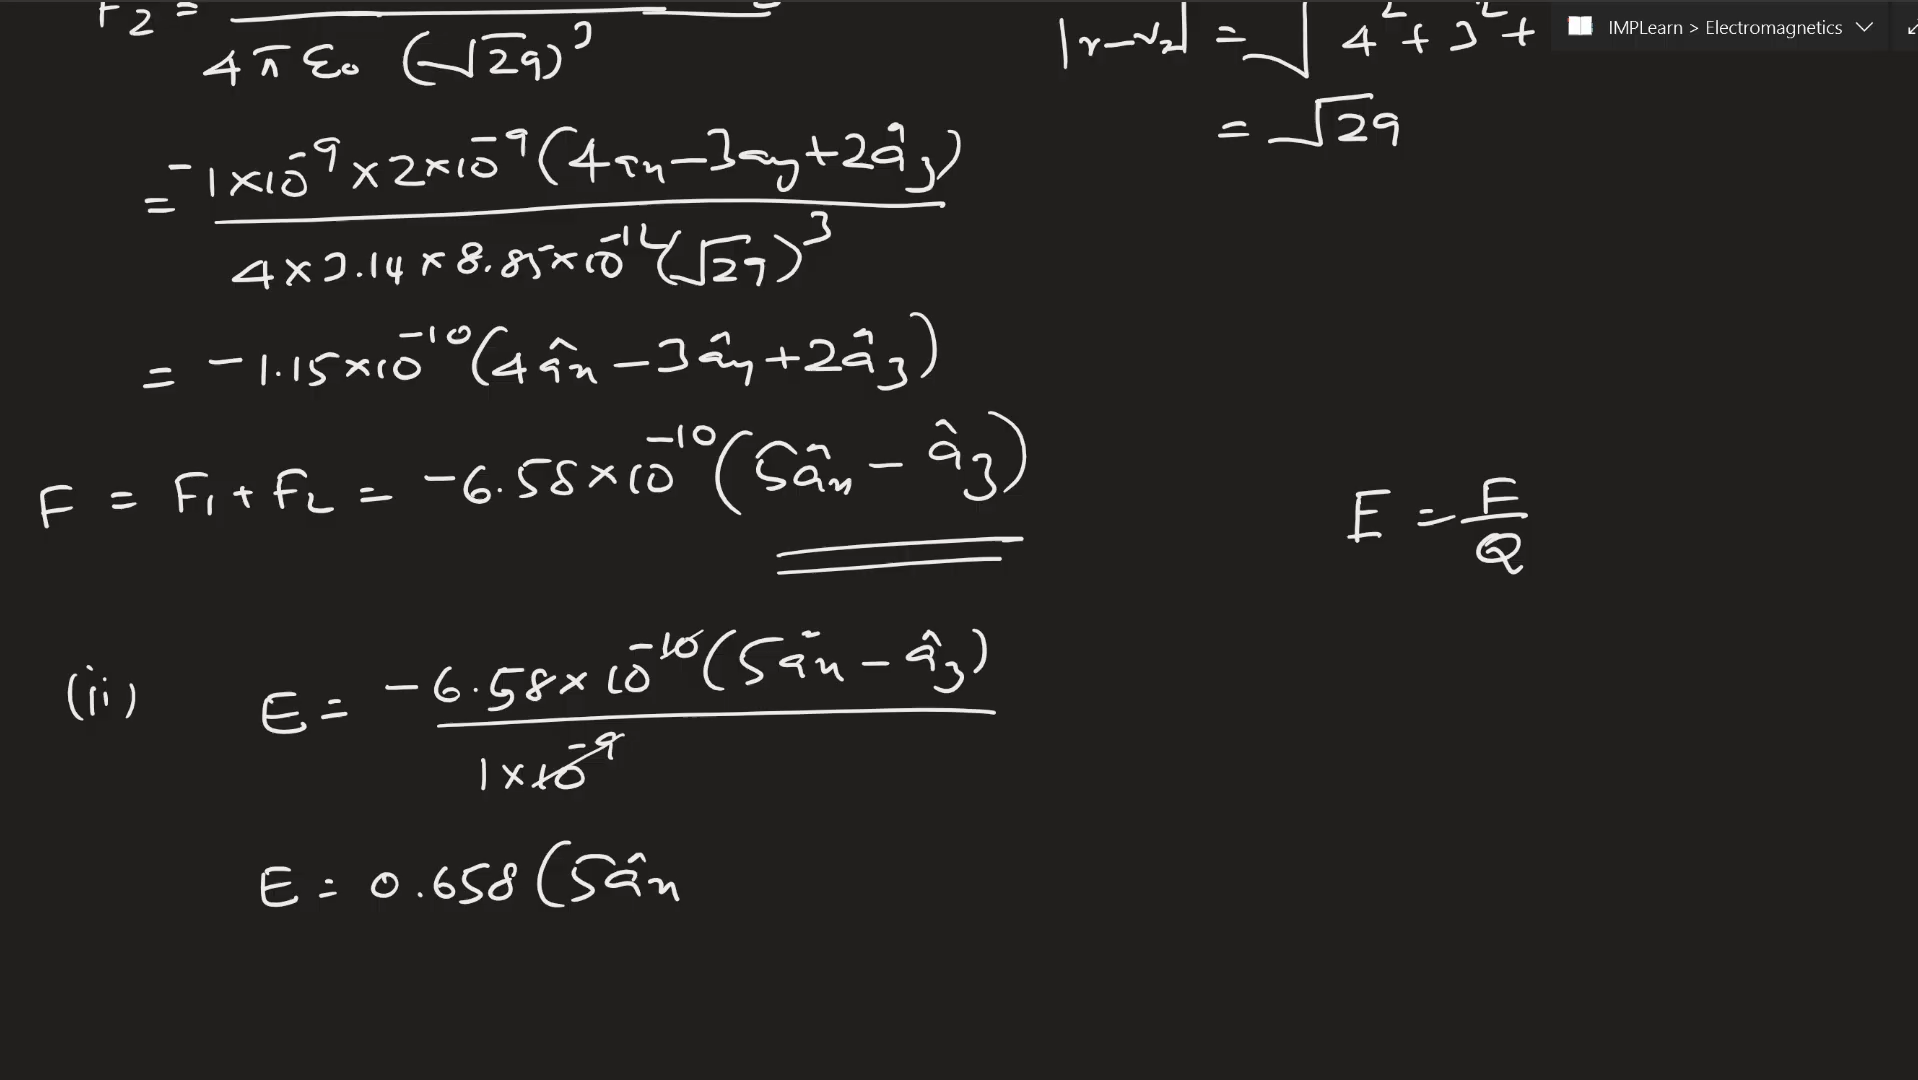 F2 =
4π ε₀ (√29)³
|r-r₂| = √4²+3²+
IMPLearn > Electromagnetics
= √29
= -1×10⁻⁹ × 2×10⁻⁹ (4âx - 3ay + 2âz)
4×3.14×8.85×10⁻¹² (√29)³
= -1.15×10⁻¹⁰ (4âx - 3ây + 2âz)
F = F₁ + F₂ = -6.58×10⁻¹⁰ (5âx - âz)
E = F/Q
(ii) E = -6.58×10⁻¹⁰ (5âx - âz)
1×10⁻⁹
E = 0.658 (5âx